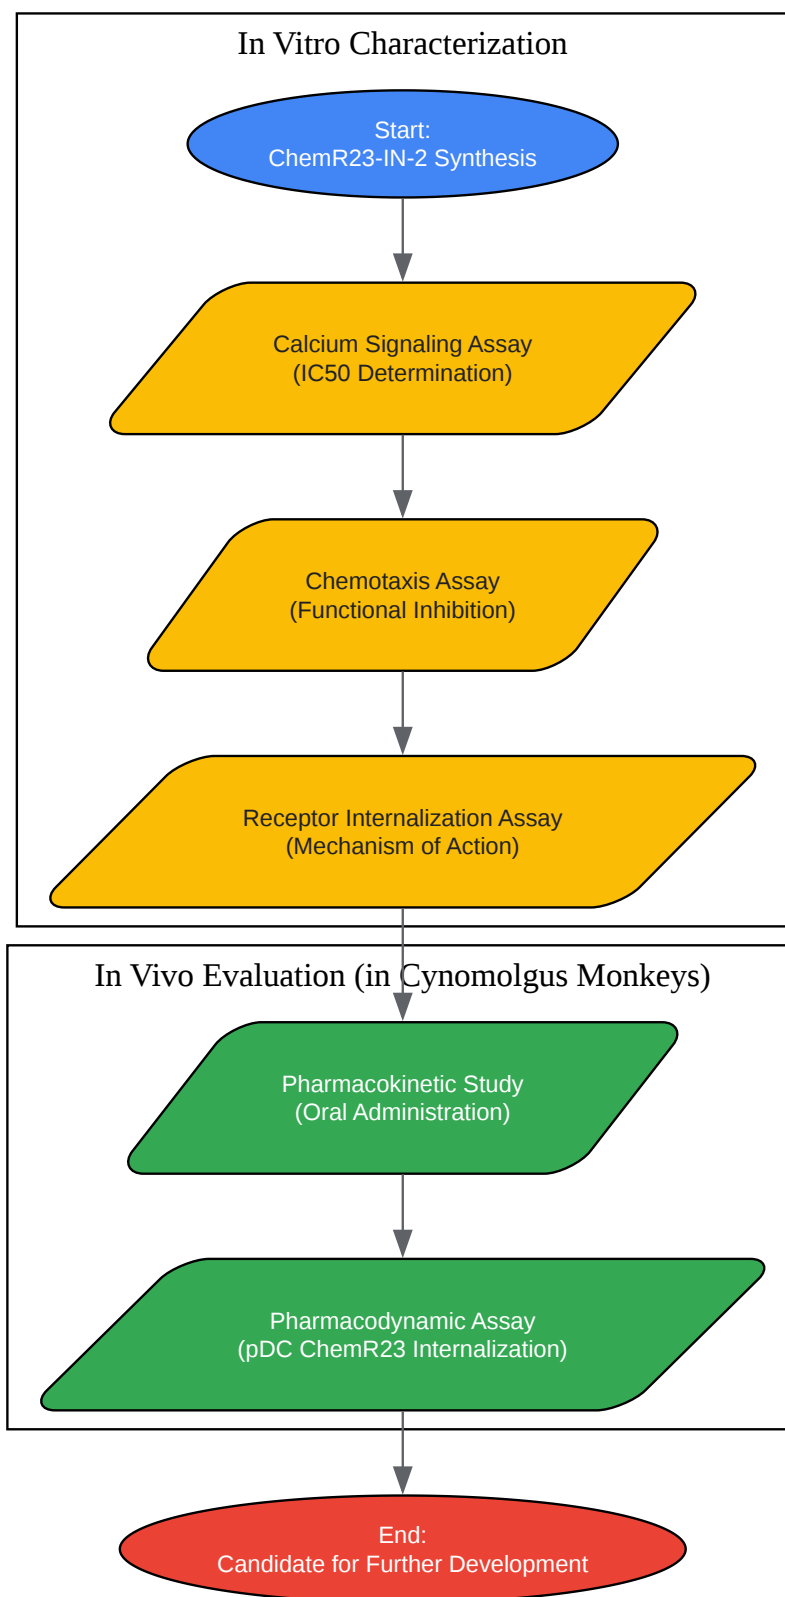 In Vitro Characterization
Start:
ChemR23-IN-2 Synthesis
Calcium Signaling Assay
(IC50 Determination)
Chemotaxis Assay
(Functional Inhibition)
Receptor Internalization Assay
(Mechanism of Action)
In Vivo Evaluation (in Cynomolgus Monkeys)
Pharmacokinetic Study
(Oral Administration)
Pharmacodynamic Assay
(pDC ChemR23 Internalization)
End:
Candidate for Further Development